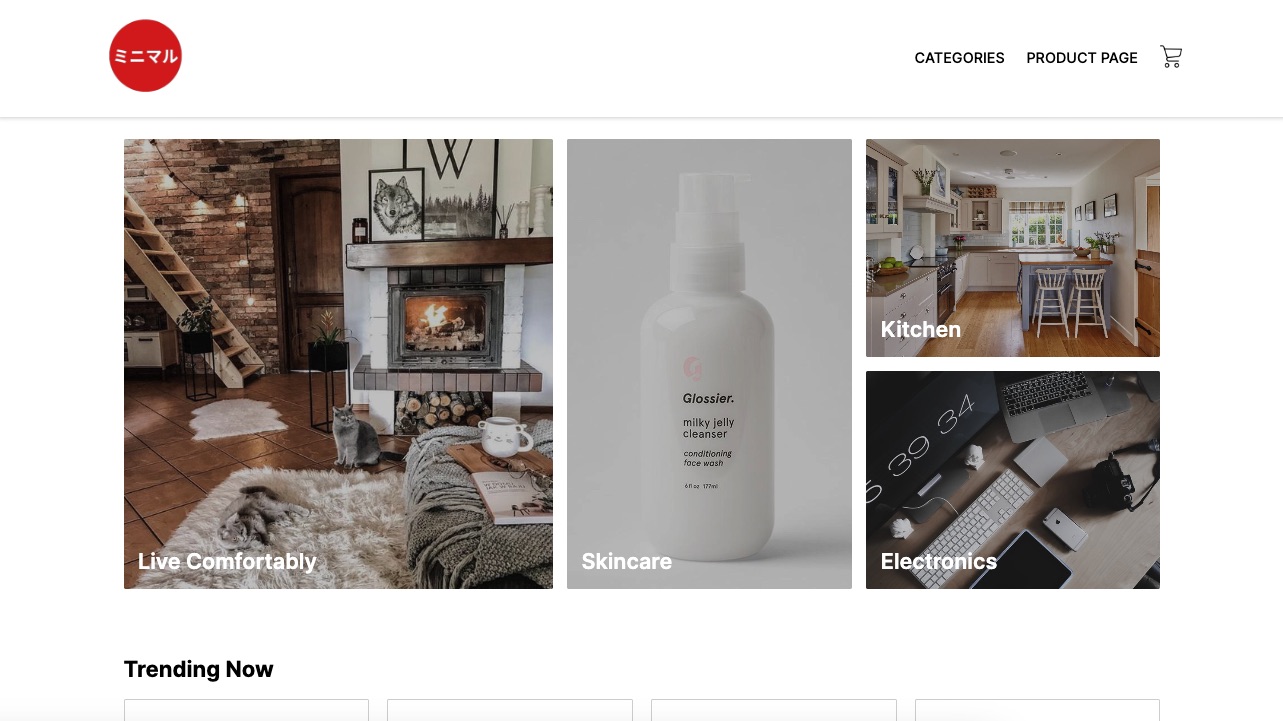 ミニマル
CATEGORIES
PRODUCT PAGE
W
Live Comfortably
Glossier.
milky jelly
cleanser
conditioning
face wash
6 fl oz 177ml
Skincare
Kitchen
39 34
Electronics
Trending Now